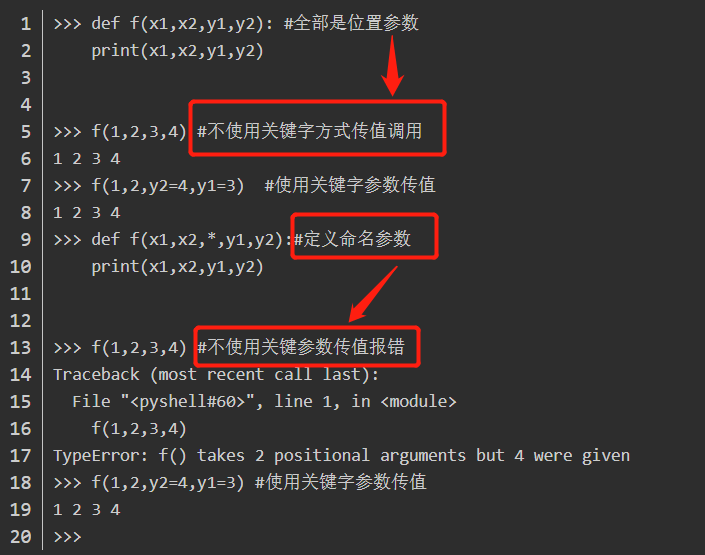 1 >>> def f(x1,x2,y1,y2): #全部是位置参数
2     print(x1,x2,y1,y2)
3
4
5 >>> f(1,2,3,4) #不使用关键字方式传值调用
6 1 2 3 4
7 >>> f(1,2,y2=4,y1=3)  #使用关键字参数传值
8 1 2 3 4
9 >>> def f(x1,x2,*,y1,y2):#定义命名参数
10     print(x1,x2,y1,y2)
11
12
13 >>> f(1,2,3,4) #不使用关键参数传值报错
14 Traceback (most recent call last):
15   File "<pyshell#60>", line 1, in <module>
16     f(1,2,3,4)
17 TypeError: f() takes 2 positional arguments but 4 were given
18 >>> f(1,2,y2=4,y1=3) #使用关键字参数传值
19 1 2 3 4
20 >>>